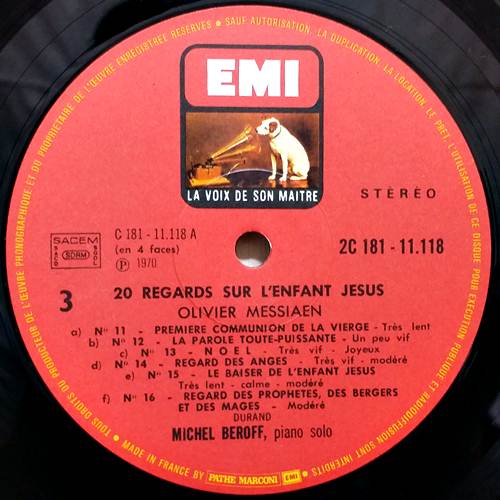 TOUS DROITS DU PRODUCTEUR DE L'ŒUVRE PHONOGRAPHIQUE ET DU PROPRIETAIRE DE L'ŒUVRE ENREGISTREE RESERVES • SAUF AUTORISATION, LA DUPLICATION, LA LOCATION, LE PRET, L'UTILISATION DE CE DISQUE POUR EXECUTION PUBLIQUE ET RADIODIFFUSION SONT INTERDITS •
EMI
LA VOIX DE SON MAITRE
STÉRÉO
C 181 - 11.118 A
(en 4 faces)
Ⓟ 1970
SACEM
SDRM
2C 181 - 11.118
3
20 REGARDS SUR L'ENFANT JESUS
OLIVIER MESSIAEN
a) N° 11 - PREMIERE COMMUNION DE LA VIERGE - Très lent
b) N° 12 - LA PAROLE TOUTE-PUISSANTE - Un peu vif
c) N° 13 - NOEL - Très vif - Joyeux
d) N° 14 - REGARD DES ANGES - Très vif - modéré
e) N° 15 - LE BAISER DE L'ENFANT JESUS
Très lent - calme - modéré
f) N° 16 - REGARD DES PROPHETES, DES BERGERS
ET DES MAGES - Modéré
DURAND
MICHEL BEROFF, piano solo
MADE IN FRANCE BY PATHE MARCONI EMI